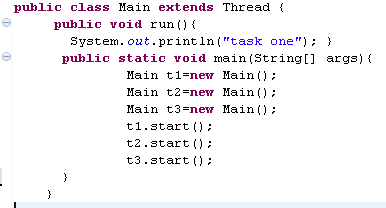 public class Main extends Thread {
public void run(){
System.out.println("task one"); }
public static void main(String[] args){
Main t1=new Main();
Main t2=new Main();
Main t3=new Main();
t1.start();
t2.start();
t3.start();
}
}